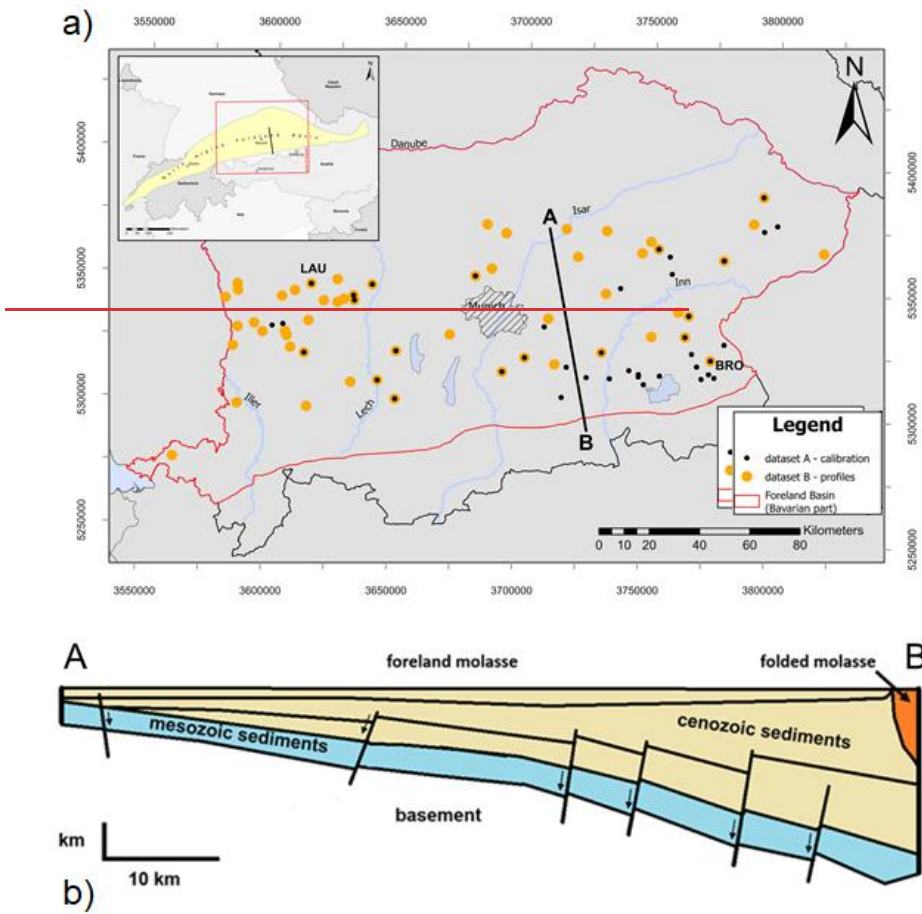 a)
3550000 3600000 3650000 3700000 3750000 3800000
N
5400000
5350000
5300000
5250000
5400000
5350000
5300000
5250000
Danube
Isar
A
LAU
Inn
Munich
BRO
Iller
Lech
B
Legend
dataset A - calibration
dataset B - profiles
Foreland Basin
(Bavarian part)
Kilometers
0 10 20 40 60 80
3550000 3600000 3650000 3700000 3750000 3800000
A
foreland molasse
folded molasse
B
mesozoic sediments
cenozoic sediments
basement
km
10 km
b)